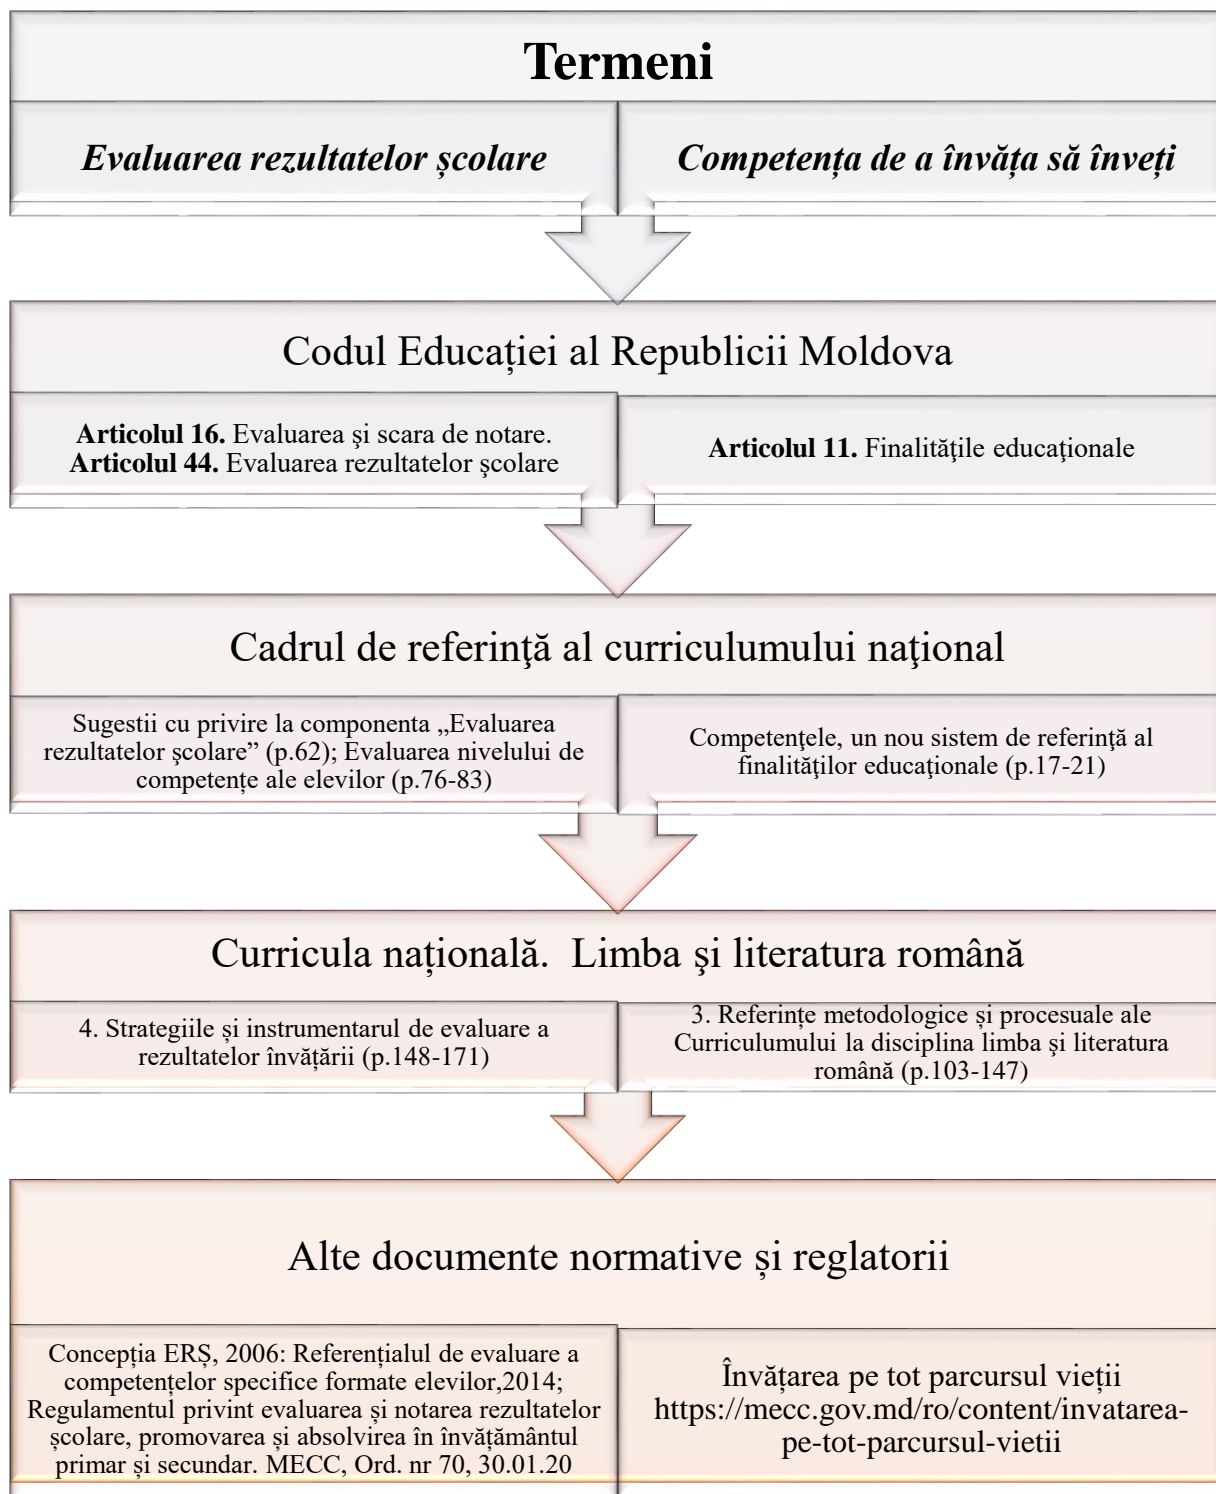 Termeni
Evaluarea rezultatelor școlare
Competența de a învăța să înveți
Codul Educației al Republicii Moldova
Articolul 16. Evaluarea şi scara de notare.
Articolul 44. Evaluarea rezultatelor şcolare
Articolul 11. Finalităţile educaţionale
Cadrul de referinţă al curriculumului naţional
Sugestii cu privire la componenta „Evaluarea
rezultatelor şcolare” (p.62); Evaluarea nivelului de
competențe ale elevilor (p.76-83)
Competenţele, un nou sistem de referinţă al
finalităţilor educaţionale (p.17-21)
Curricula națională. Limba şi literatura română
4. Strategiile și instrumentarul de evaluare a
rezultatelor învățării (p.148-171)
3. Referințe metodologice și procesuale ale
Curriculumului la disciplina limba şi literatura
română (p.103-147)
Alte documente normative și reglatorii
Concepția ERȘ, 2006: Referențialul de evaluare a
competențelor specifice formate elevilor,2014;
Regulamentul privint evaluarea și notarea rezultatelor
școlare, promovarea și absolvirea în învățământul
primar și secundar. MECC, Ord. nr 70, 30.01.20
Învățarea pe tot parcursul vieții
https://mecc.gov.md/ro/content/invatarea-
pe-tot-parcursul-vietii